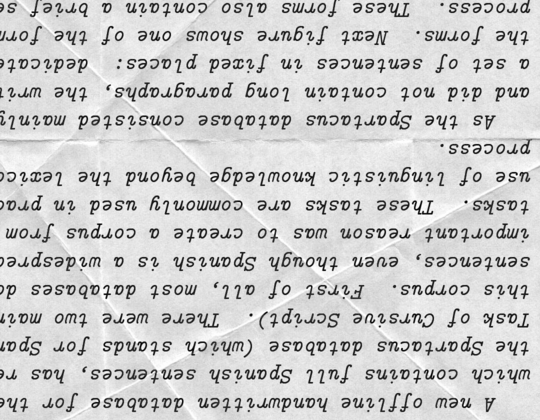 A new offline handwritten database for the
which contains full Spanish sentences, has re
the Spartacus database (which stands for Span
Task of Cursive Script). There were two main
this corpus. First of all, most databases do
sentences, even though Spanish is a widesprea
important reason was to create a corpus from
tasks. These tasks are commonly used in prac
use of linguistic knowledge beyond the lexico
process.
As the Spartacus database consisted mainly
and did not contain long paragraphs, the writ
a set of sentences in fixed places: dedicate
the forms. Next figure shows one of the form
process. These forms also contain a brief se